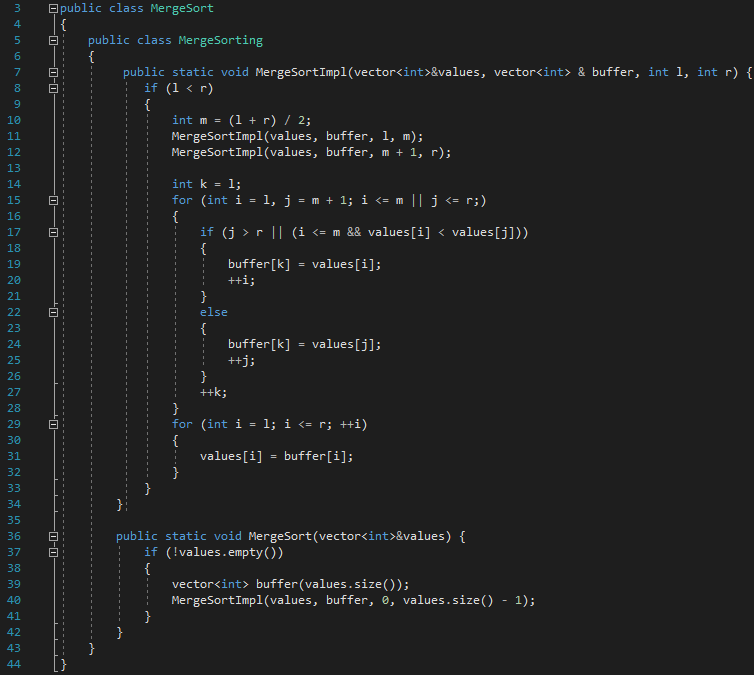 3 public class MergeSort
4 {
5 public class MergeSorting
6 {
7 public static void MergeSortImpl(vector<int>&values, vector<int> & buffer, int l, int r) {
8 if (l < r)
9 {
10 int m = (l + r) / 2;
11 MergeSortImpl(values, buffer, l, m);
12 MergeSortImpl(values, buffer, m + 1, r);
13
14 int k = l;
15 for (int i = l, j = m + 1; i <= m || j <= r;)
16 {
17 if (j > r || (i <= m && values[i] < values[j]))
18 {
19 buffer[k] = values[i];
20 ++i;
21 }
22 else
23 {
24 buffer[k] = values[j];
25 ++j;
26 }
27 ++k;
28 }
29 for (int i = l; i <= r; ++i)
30 {
31 values[i] = buffer[i];
32 }
33 }
34 }
35
36 public static void MergeSort(vector<int>&values) {
37 if (!values.empty())
38 {
39 vector<int> buffer(values.size());
40 MergeSortImpl(values, buffer, 0, values.size() - 1);
41 }
42 }
43 }
44 }